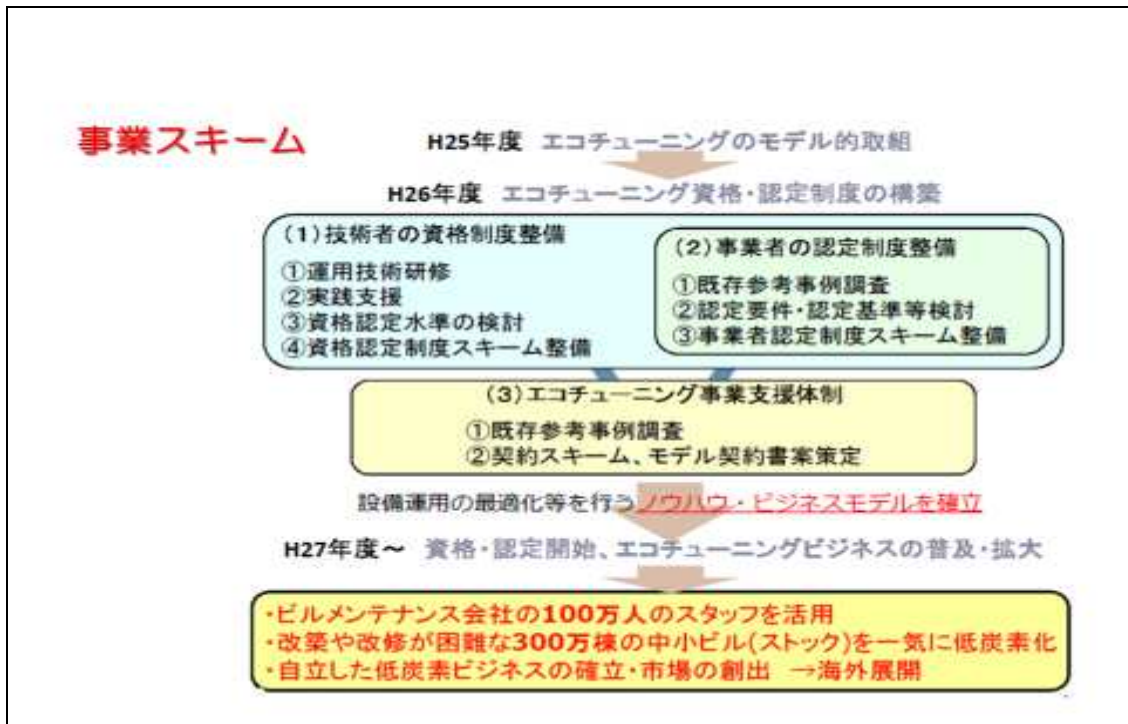 事業スキーム
H25年度 エコチューニングのモデル的取組
H26年度 エコチューニング資格・認定制度の構築
(1)技術者の資格制度整備
①運用技術研修
②実践支援
③資格認定水準の検討
④資格認定制度スキーム整備
(2)事業者の認定制度整備
①既存参考事例調査
②認定要件・認定基準等検討
③事業者認定制度スキーム整備
(3)エコチューニング事業支援体制
①既存参考事例調査
②契約スキーム、モデル契約書案策定
設備運用の最適化等を行うノウハウ・ビジネスモデルを確立
H27年度～ 資格・認定開始、エコチューニングビジネスの普及・拡大
・ビルメンテナンス会社の100万人のスタッフを活用
・改築や改修が困難な300万棟の中小ビル(ストック)を一気に低炭素化
・自立した低炭素ビジネスの確立・市場の創出 →海外展開